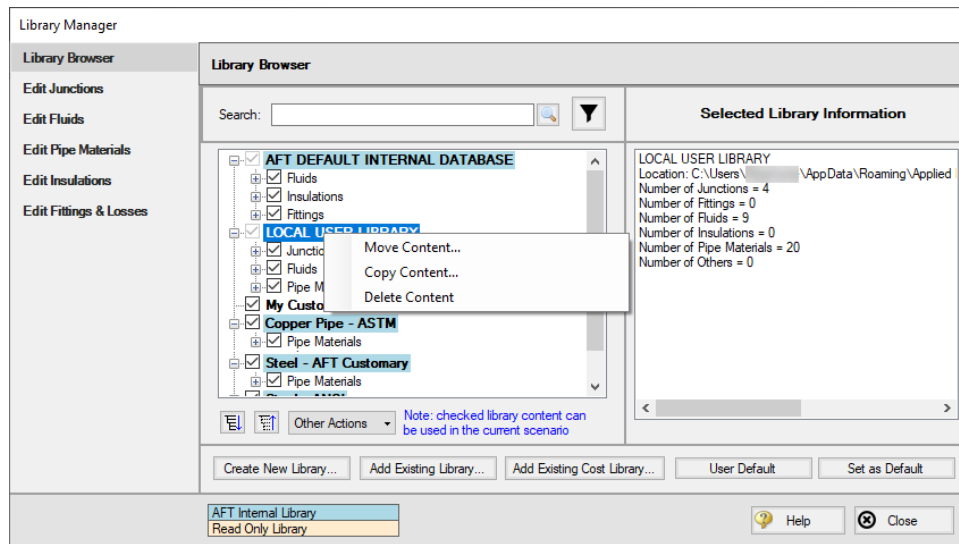 Library Manager
Library Browser
Edit Junctions
Edit Fluids
Edit Pipe Materials
Edit Insulations
Edit Fittings & Losses
Library Browser
Search:
AFT DEFAULT INTERNAL DATABASE
Fluids
Insulations
Fittings
LOCAL USER LIBRARY
Junctio
Fluids
Pipe M
My Custo
Copper Pipe - ASTM
Pipe Materials
Steel - AFT Customary
Pipe Materials
Move Content...
Copy Content...
Delete Content
Other Actions
Note: checked library content can
be used in the current scenario
Selected Library Information
LOCAL USER LIBRARY
Location: C:\Users\ \AppData\Roaming\Applied
Number of Junctions = 4
Number of Fittings = 0
Number of Fluids = 9
Number of Insulations = 0
Number of Pipe Materials = 20
Number of Others = 0
Create New Library...
Add Existing Library...
Add Existing Cost Library...
User Default
Set as Default
AFT Internal Library
Read Only Library
Help
Close